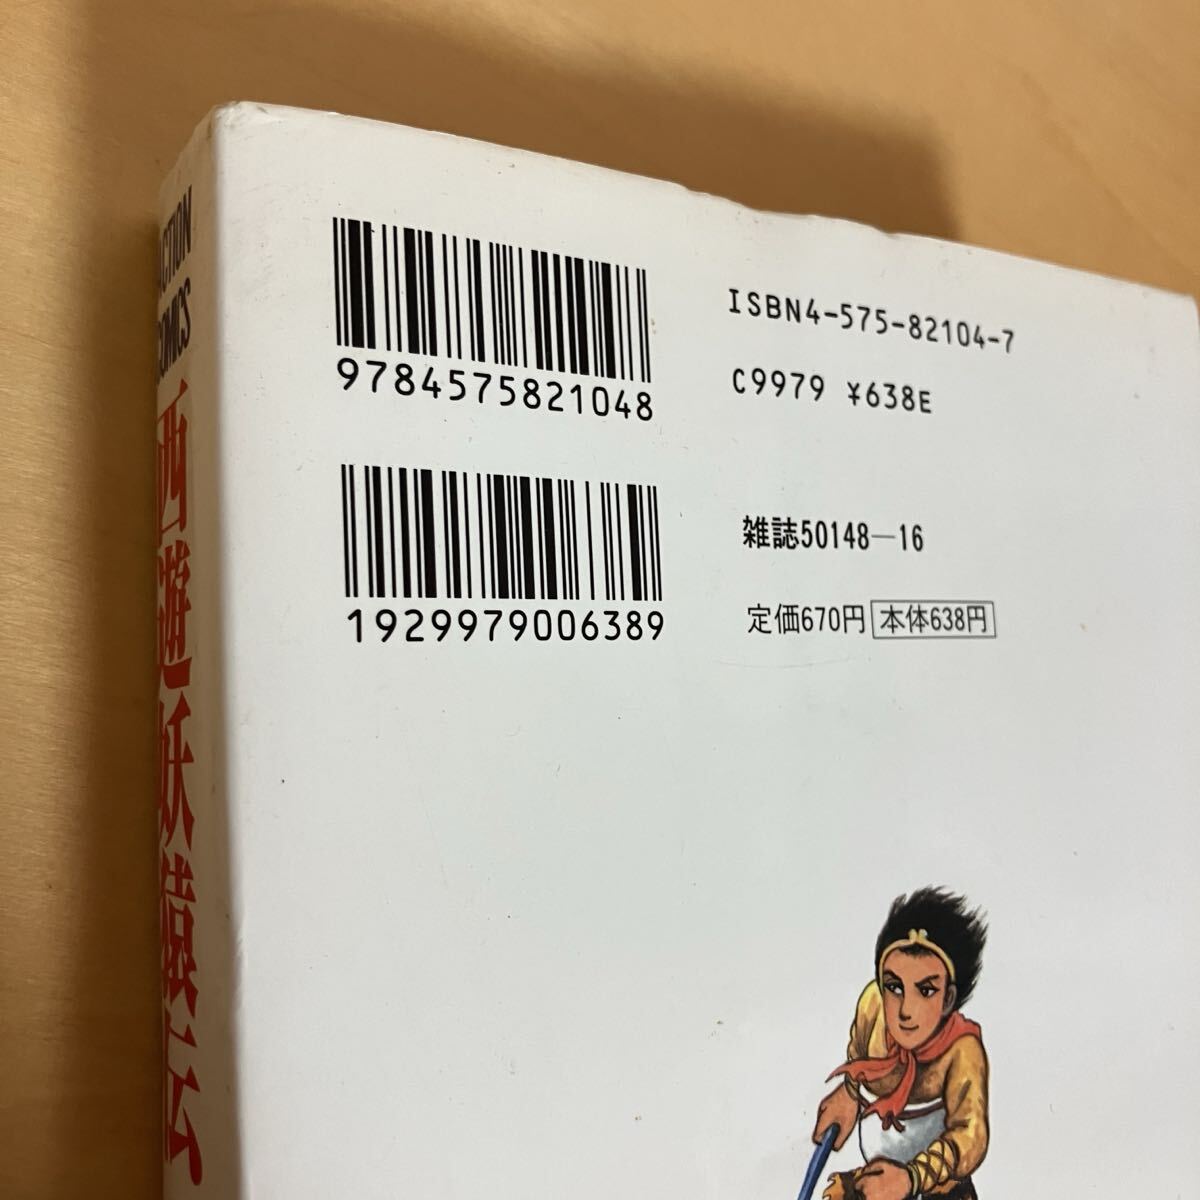 ACTION
COMICS
西遊妖猿伝
9784575821048
ISBN4-575-82104-7
C9979 ¥638E
1929979006389
雑誌50148—16
定価670円 本体638円